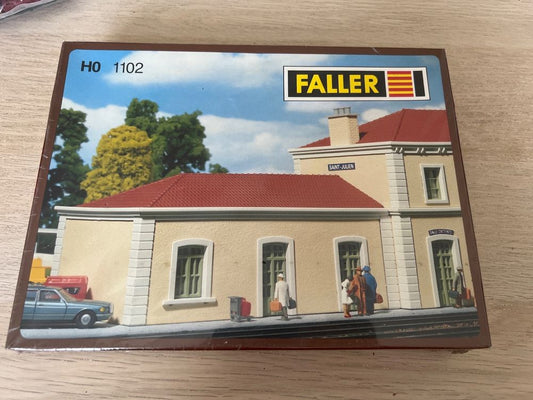 H0 1102
FALLER
SAINT-JULIEN